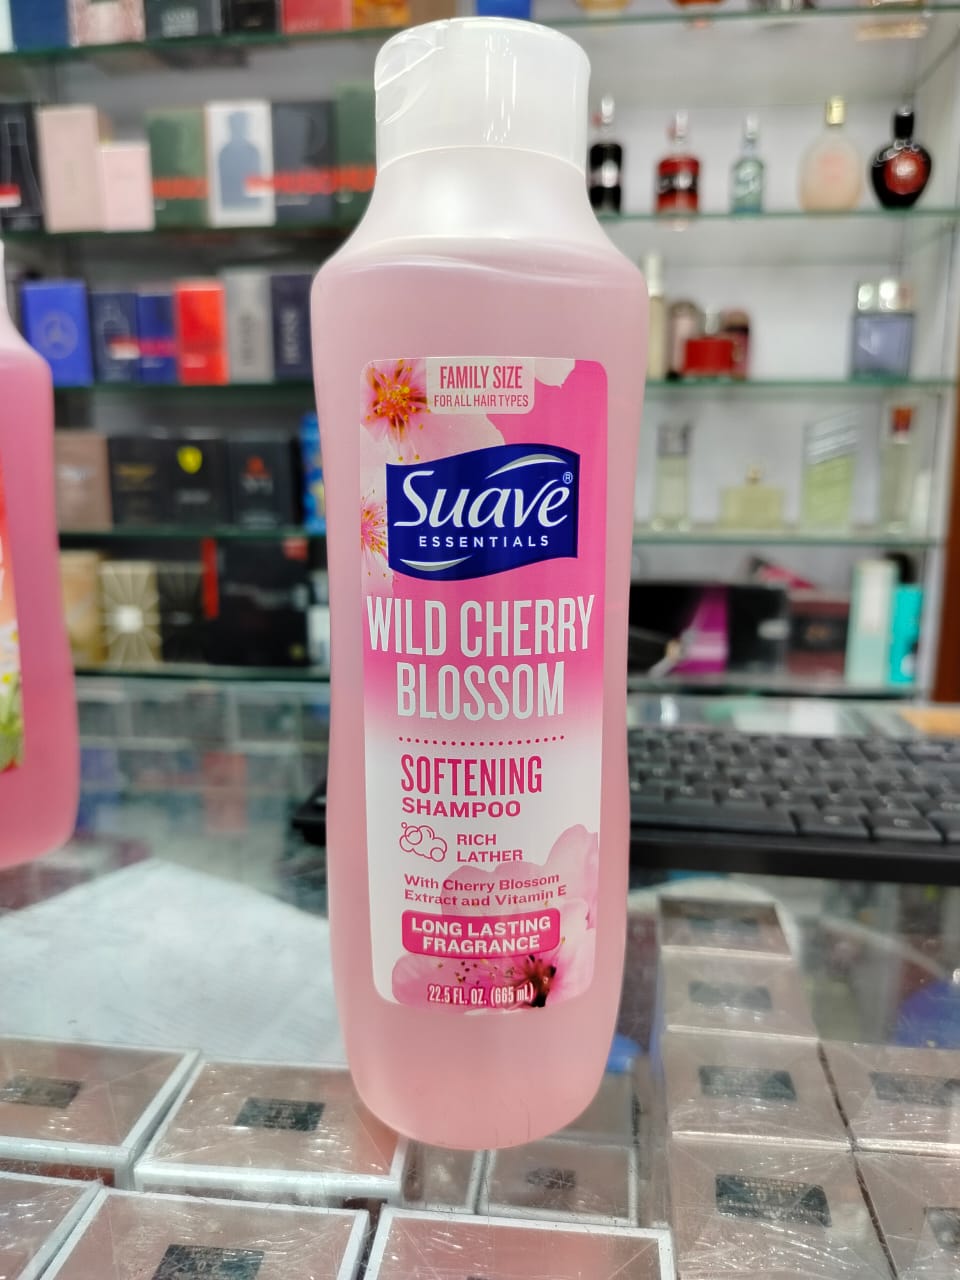 FAMILY SIZE
FOR ALL HAIR TYPES
Suave®
ESSENTIALS
WILD CHERRY
BLOSSOM
SOFTENING
SHAMPOO
RICH
LATHER
With Cherry Blossom
Extract and Vitamin E
LONG LASTING
FRAGRANCE
22.5 FL. OZ. (665 mL)